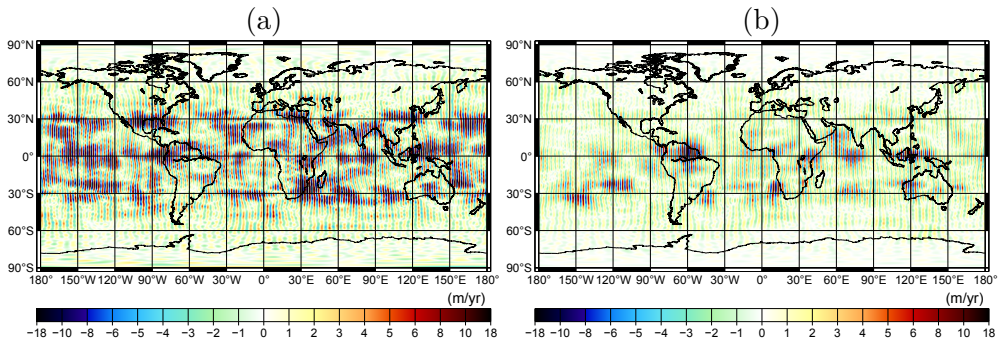 (a) (b)
90°N 90°N
60°N 60°N
30°N 30°N
0° 0°
30°S 30°S
60°S 60°S
90°S 90°S
180° 150°W 120°W 90°W 60°W 30°W 0° 30°E 60°E 90°E 120°E 150°E 180° 180° 150°W 120°W 90°W 60°W 30°W 0° 30°E 60°E 90°E 120°E 150°E 180°
(m/yr) (m/yr)
−18 −10 −8 −6 −5 −4 −3 −2 −1 0 1 2 3 4 5 6 8 10 18 −18 −10 −8 −6 −5 −4 −3 −2 −1 0 1 2 3 4 5 6 8 10 18